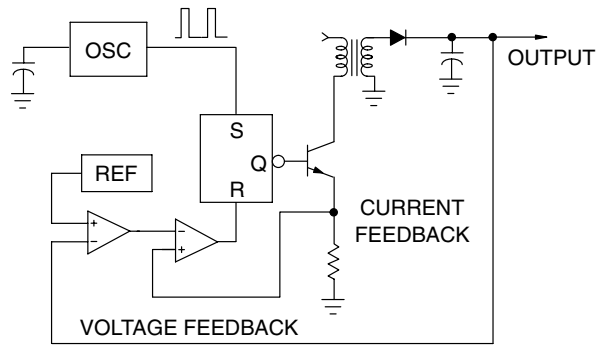 OSC
OUTPUT
S
Q
R
REF
+
−
−
+
CURRENT
FEEDBACK
VOLTAGE FEEDBACK